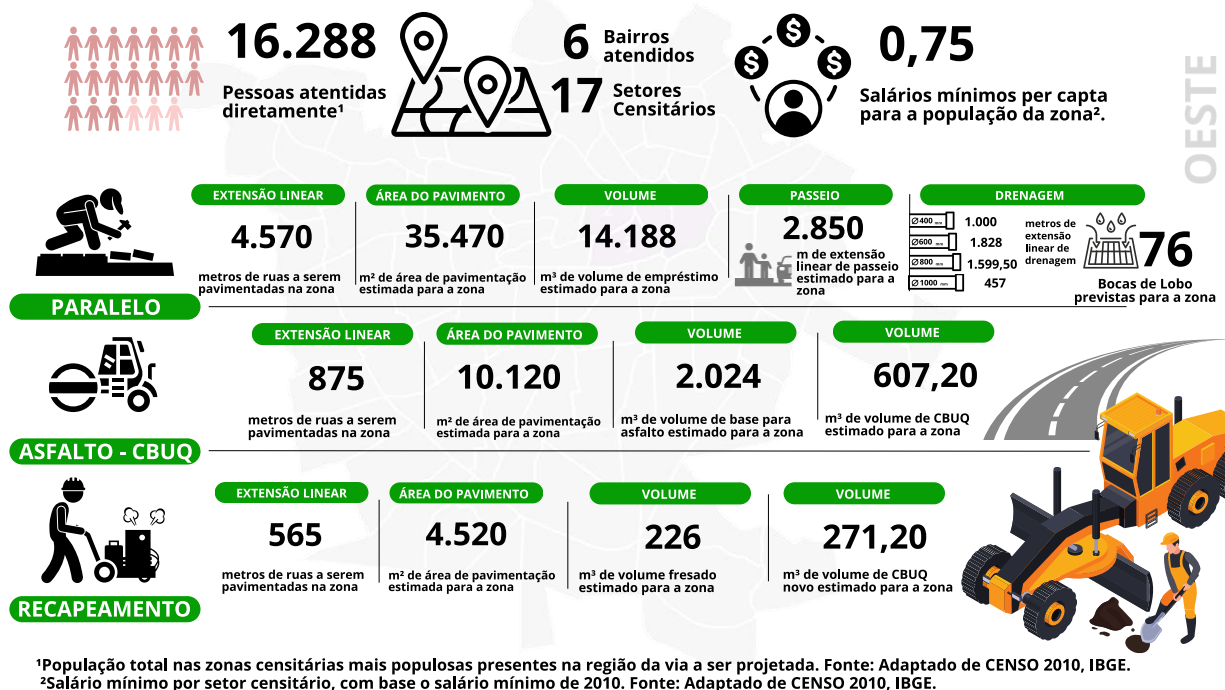 16.288
Pessoas atentidas
diretamente¹
6 Bairros
atendidos
17 Setores
Censitários
0,75
Salários mínimos per capta
para a população da zona².
OESTE
PARALELO
EXTENSÃO LINEAR
4.570
metros de ruas a serem
pavimentadas na zona
ÁREA DO PAVIMENTO
35.470
m² de área de pavimentação
estimada para a zona
VOLUME
14.188
m³ de volume de empréstimo
estimado para a zona
PASSEIO
2.850
m de extensão
linear de passeio
estimado para a
zona
DRENAGEM
Ø400 mm 1.000
Ø600 mm 1.828
Ø800 mm 1.599,50
Ø1000 mm 457
metros de
extensão
linear de
drenagem
76
Bocas de Lobo
previstas para a zona
ASFALTO - CBUQ
EXTENSÃO LINEAR
875
metros de ruas a serem
pavimentadas na zona
ÁREA DO PAVIMENTO
10.120
m² de área de pavimentação
estimada para a zona
VOLUME
2.024
m³ de volume de base para
asfalto estimado para a zona
VOLUME
607,20
m³ de volume de CBUQ
estimado para a zona
RECAPEAMENTO
EXTENSÃO LINEAR
565
metros de ruas a serem
pavimentadas na zona
ÁREA DO PAVIMENTO
4.520
m² de área de pavimentação
estimada para a zona
VOLUME
226
m³ de volume fresado
estimado para a zona
VOLUME
271,20
m³ de volume de CBUQ
novo estimado para a zona
¹População total nas zonas censitárias mais populosas presentes na região da via a ser projetada. Fonte: Adaptado de CENSO 2010, IBGE.
²Salário mínimo por setor censitário, com base o salário mínimo de 2010. Fonte: Adaptado de CENSO 2010, IBGE.